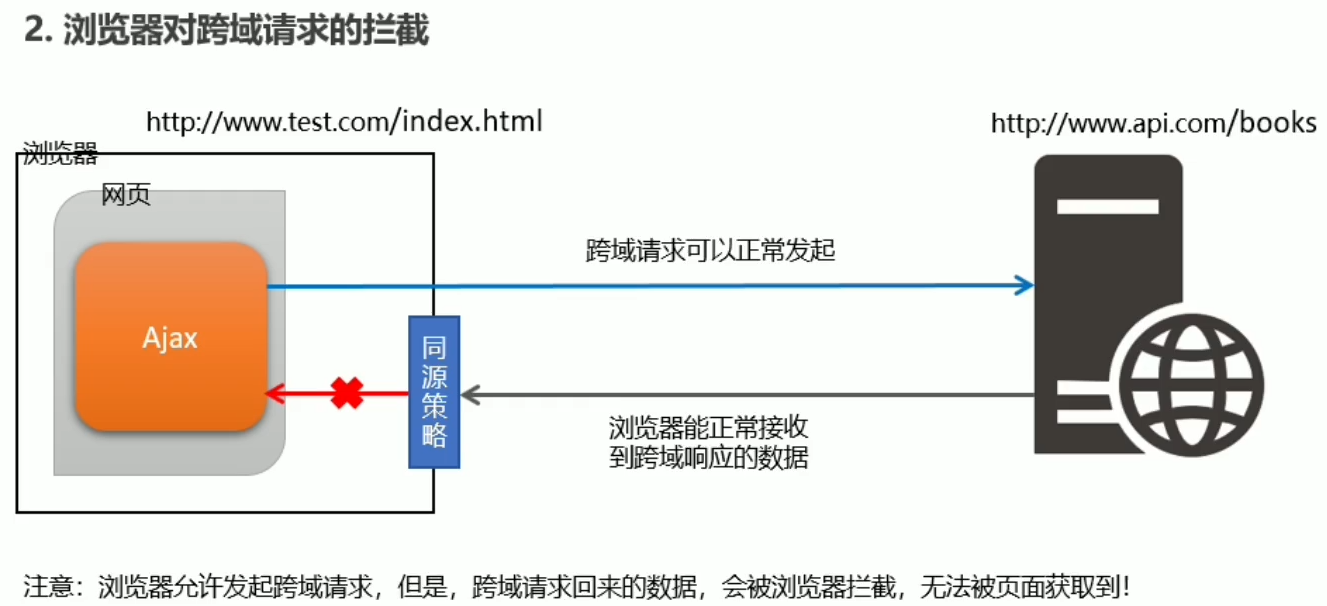 2. 浏览器对跨域请求的拦截
http://www.test.com/index.html
http://www.api.com/books
浏览器
网页
跨域请求可以正常发起
Ajax
同源策略
浏览器能正常接收
到跨域响应的数据
注意：浏览器允许发起跨域请求，但是，跨域请求回来的数据，会被浏览器拦截，无法被页面获取到！